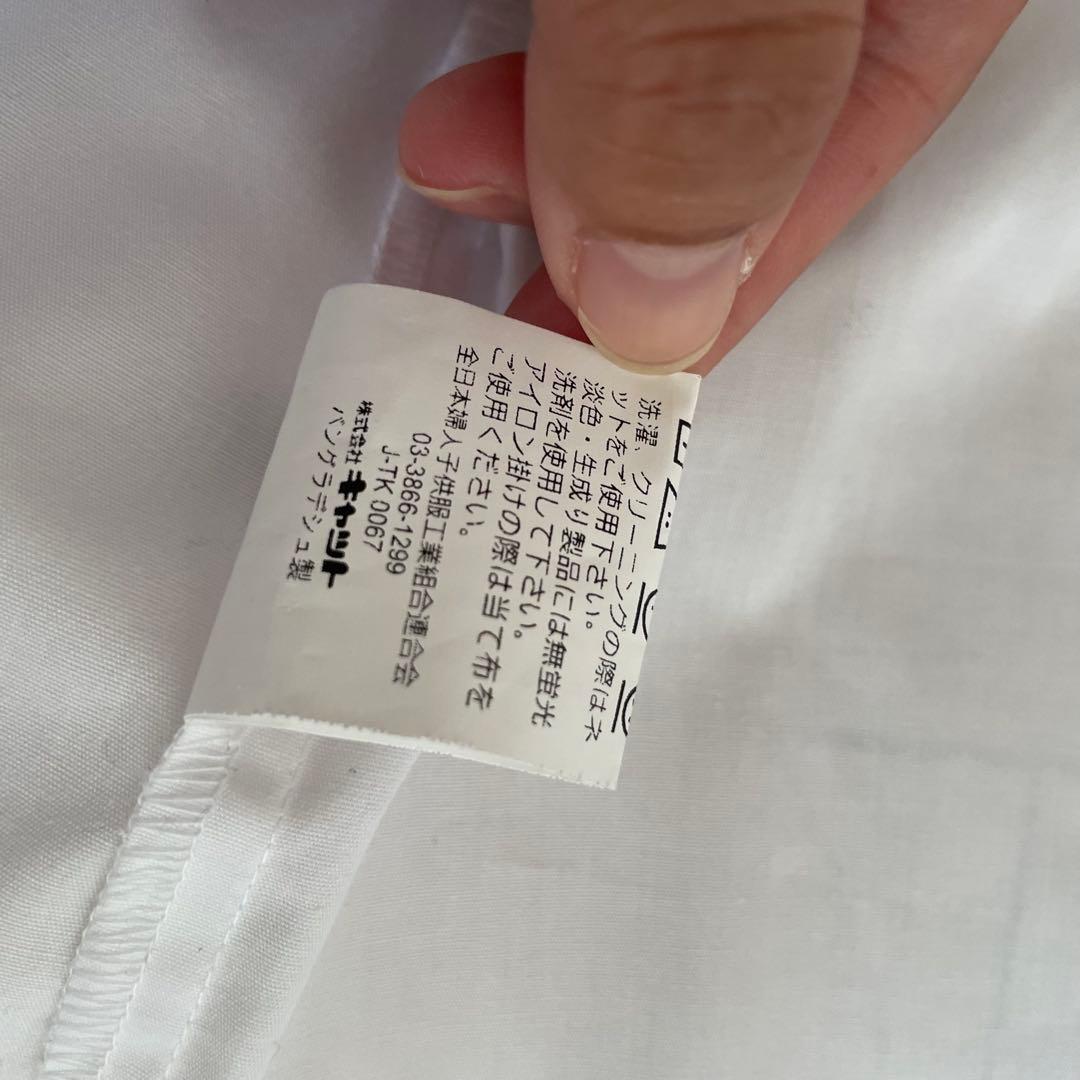 洗濯、クリーニングの際はネ
ットをご使用下さい。
淡色・生成り製品には無蛍光
洗剤を使用して下さい。
アイロン掛けの際は当て布を
ご使用ください。
全日本婦人子供服工業組合連合会
03-3866-1299
J-TK 0067
株式会社 キャット
バングラデシュ製